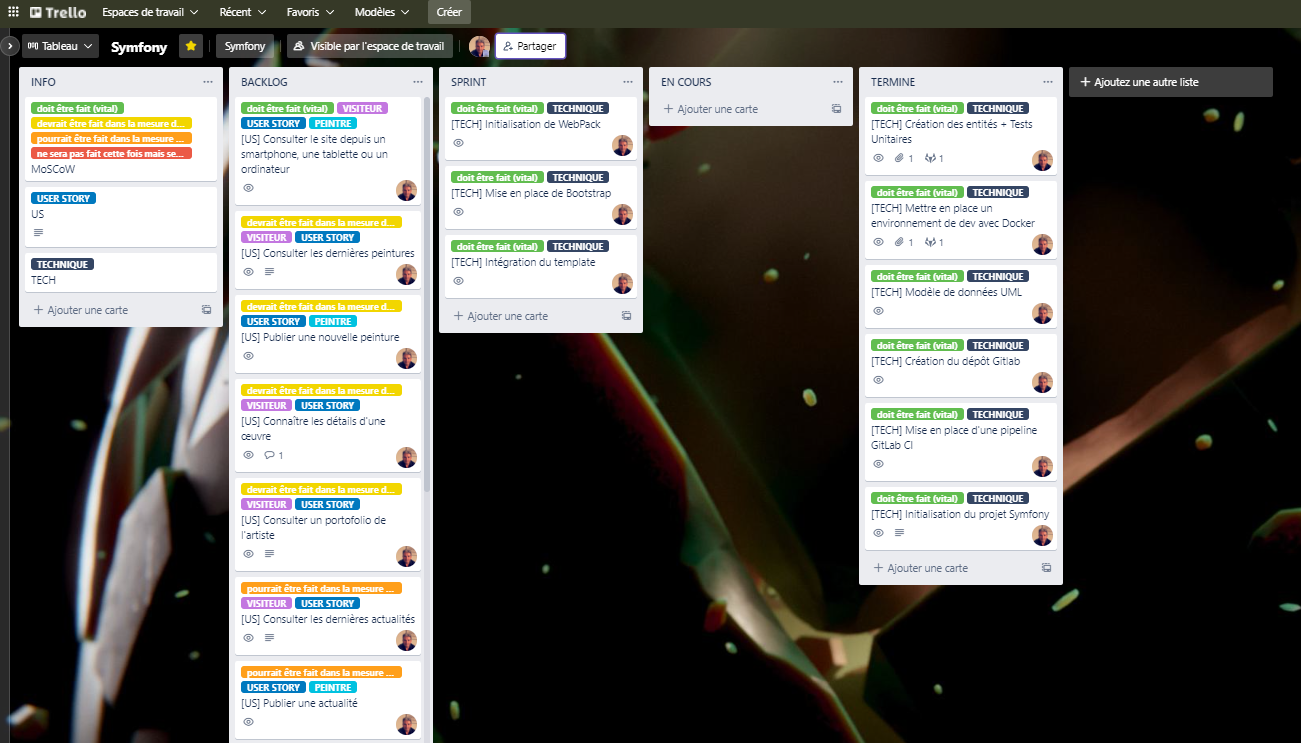 Trello Espaces de travail Récent Favoris Modèles Créer
Tableau Symfony Symfony Visible par l'espace de travail Partager
INFO
doit être fait (vital)
devrait être fait dans la mesure d...
pourrait être fait dans la mesure ...
ne sera pas fait cette fois mais se...
MoSCoW
USER STORY
US
TECHNIQUE
TECH
+ Ajouter une carte
BACKLOG
doit être fait (vital) VISITEUR
USER STORY PEINTRE
[US] Consulter le site depuis un
smartphone, une tablette ou un
ordinateur
devrait être fait dans la mesure d...
VISITEUR USER STORY
[US] Consulter les dernières peintures
devrait être fait dans la mesure d...
USER STORY PEINTRE
[US] Publier une nouvelle peinture
devrait être fait dans la mesure d...
VISITEUR USER STORY
[US] Connaître les détails d'une
œuvre
1
devrait être fait dans la mesure d...
VISITEUR USER STORY
[US] Consulter un portofolio de
l'artiste
pourrait être fait dans la mesure ...
VISITEUR USER STORY
[US] Consulter les dernières actualités
pourrait être fait dans la mesure ...
USER STORY PEINTRE
[US] Publier une actualité
SPRINT
doit être fait (vital) TECHNIQUE
[TECH] Initialisation de WebPack
doit être fait (vital) TECHNIQUE
[TECH] Mise en place de Bootstrap
doit être fait (vital) TECHNIQUE
[TECH] Intégration du template
+ Ajouter une carte
EN COURS
+ Ajouter une carte
TERMINE
doit être fait (vital) TECHNIQUE
[TECH] Création des entités + Tests
Unitaires
1 1
doit être fait (vital) TECHNIQUE
[TECH] Mettre en place un
environnement de dev avec Docker
1 1
doit être fait (vital) TECHNIQUE
[TECH] Modèle de données UML
doit être fait (vital) TECHNIQUE
[TECH] Création du dépôt Gitlab
doit être fait (vital) TECHNIQUE
[TECH] Mise en place d'une pipeline
GitLab CI
doit être fait (vital) TECHNIQUE
[TECH] Initialisation du projet Symfony
+ Ajouter une carte
+ Ajoutez une autre liste